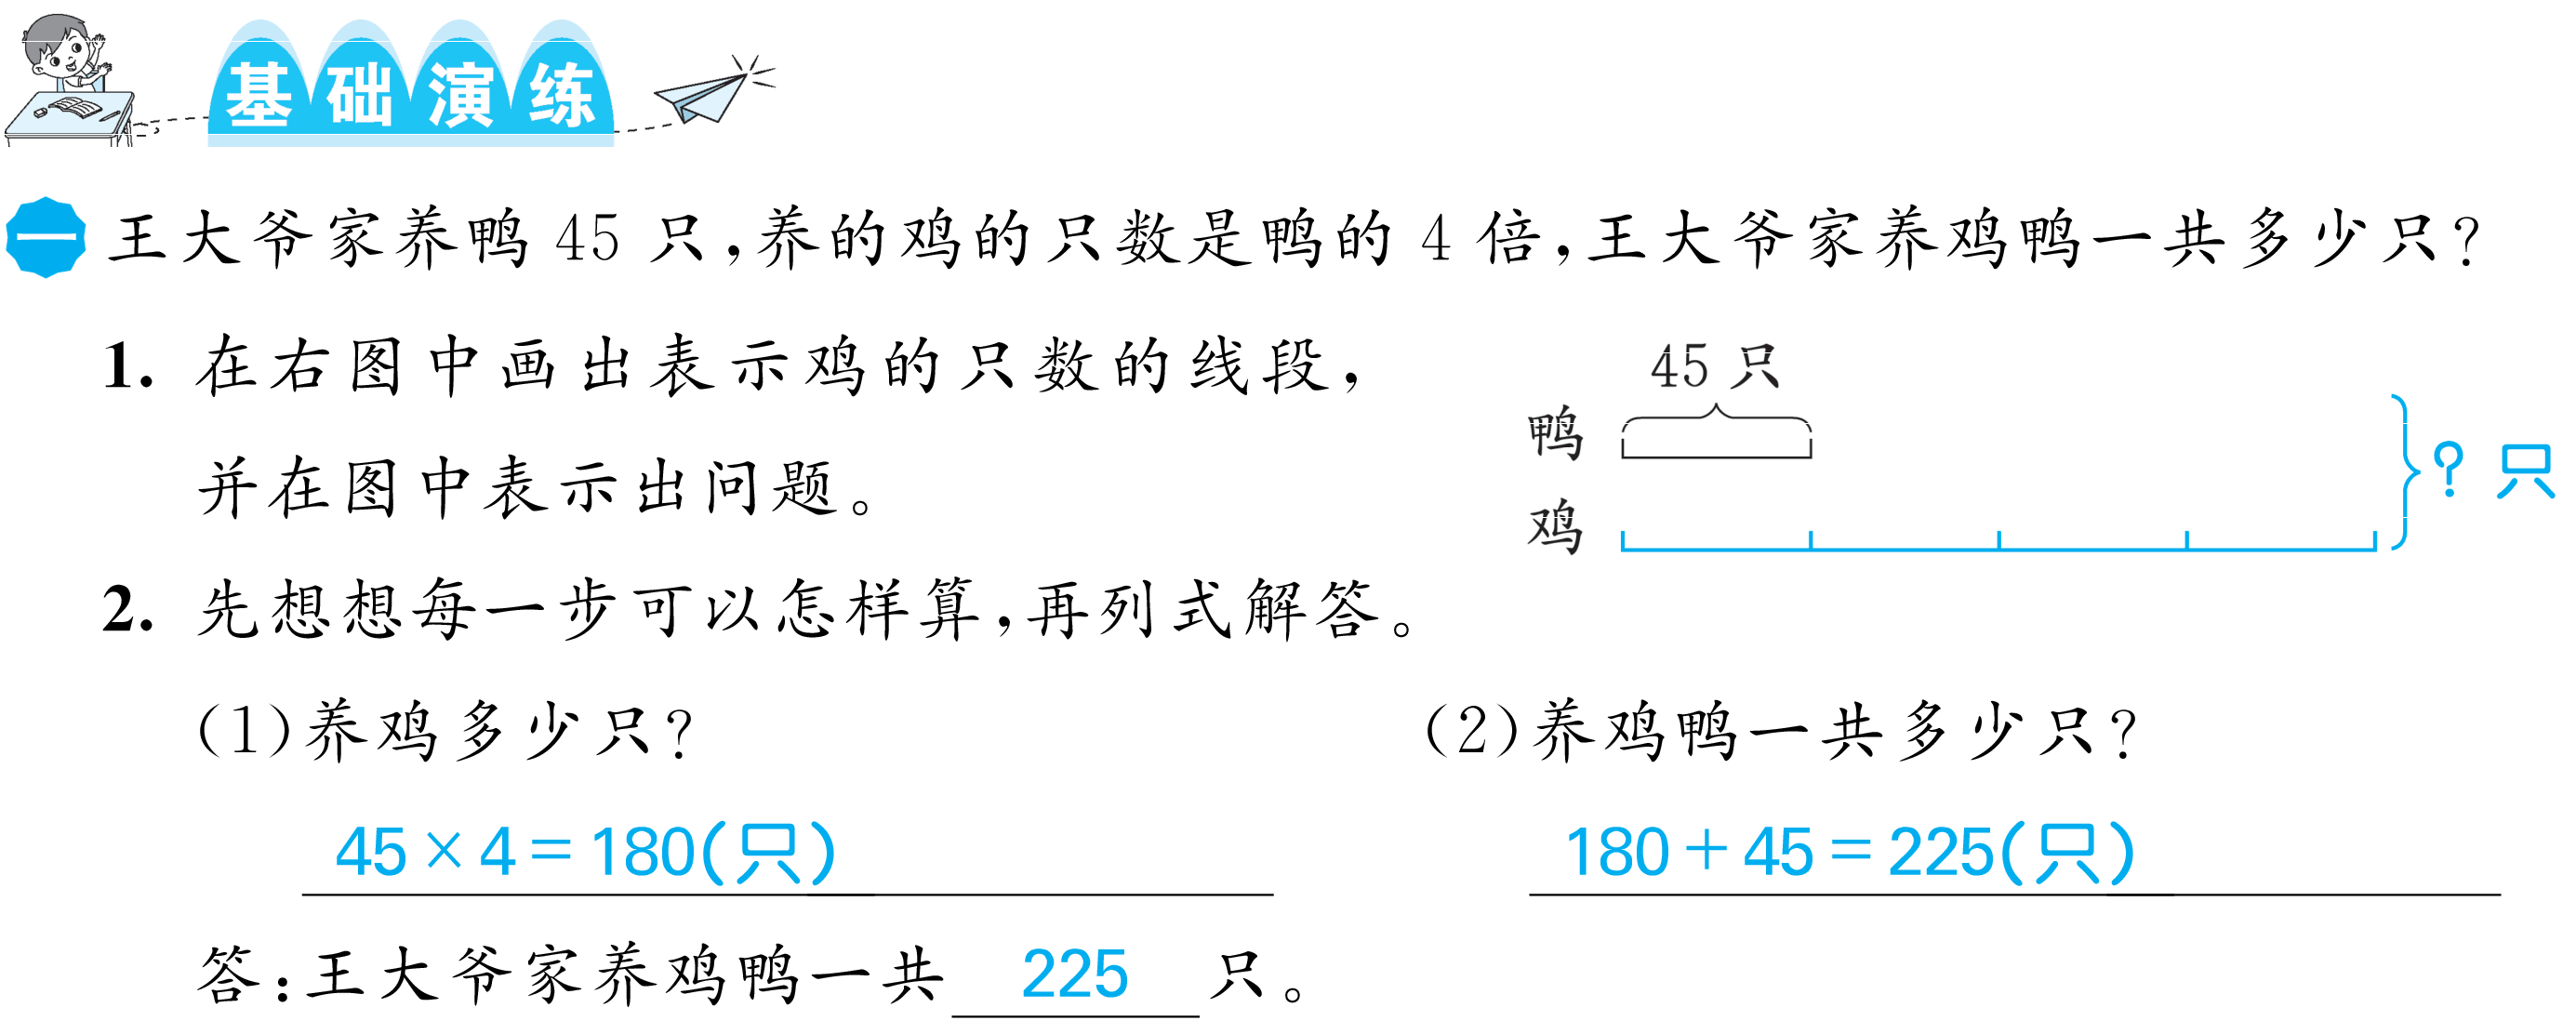 基础演练
一 王大爷家养鸭 45 只,养的鸡的只数是鸭的 4 倍,王大爷家养鸡鸭一共多少只?
1. 在右图中画出表示鸡的只数的线段,
并在图中表示出问题。
45 只
鸭
? 只
鸡
2. 先想想每一步可以怎样算,再列式解答。
(1)养鸡多少只?
(2)养鸡鸭一共多少只?
45×4=180(只)
180+45=225(只)
答:王大爷家养鸡鸭一共 225 只。